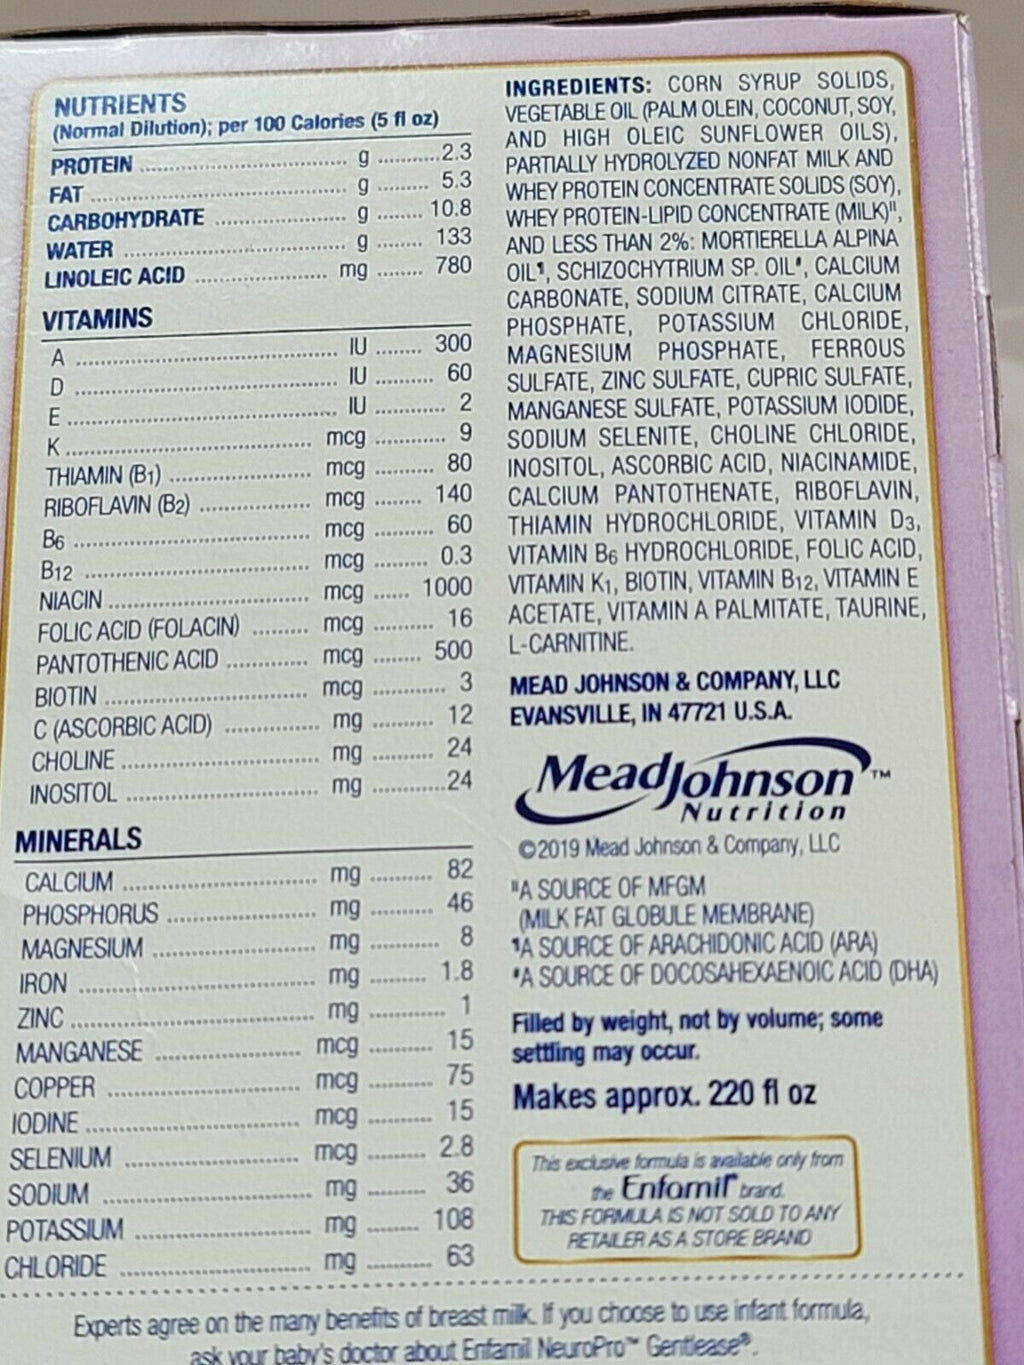 NUTRIENTS
(Normal Dilution); per 100 Calories (5 fl oz)
PROTEIN ........ g ........ 2.3
FAT ........ g ........ 5.3
CARBOHYDRATE ........ g ........ 10.8
WATER ........ g ........ 133
LINOLEIC ACID ........ mg ........ 780
VITAMINS
A ........ IU ........ 300
D ........ IU ........ 60
E ........ IU ........ 2
K ........ mcg ........ 9
THIAMIN (B1) ........ mcg ........ 80
RIBOFLAVIN (B2) ........ mcg ........ 140
B6 ........ mcg ........ 60
B12 ........ mcg ........ 0.3
NIACIN ........ mcg ........ 1000
FOLIC ACID (FOLACIN) ........ mcg ........ 16
PANTOTHENIC ACID ........ mcg ........ 500
BIOTIN ........ mcg ........ 3
C (ASCORBIC ACID) ........ mg ........ 12
CHOLINE ........ mg ........ 24
INOSITOL ........ mg ........ 24
MINERALS
CALCIUM ........ mg ........ 82
PHOSPHORUS ........ mg ........ 46
MAGNESIUM ........ mg ........ 8
IRON ........ mg ........ 1.8
ZINC ........ mg ........ 1
MANGANESE ........ mcg ........ 15
COPPER ........ mcg ........ 75
IODINE ........ mcg ........ 15
SELENIUM ........ mcg ........ 2.8
SODIUM ........ mg ........ 36
POTASSIUM ........ mg ........ 108
CHLORIDE ........ mg ........ 63
INGREDIENTS: CORN SYRUP SOLIDS,
VEGETABLE OIL (PALM OLEIN, COCONUT, SOY,
AND HIGH OLEIC SUNFLOWER OILS),
PARTIALLY HYDROLYZED NONFAT MILK AND
WHEY PROTEIN CONCENTRATE SOLIDS (SOY),
WHEY PROTEIN-LIPID CONCENTRATE (MILK)",
AND LESS THAN 2%: MORTIERELLA ALPINA
OIL¶, SCHIZOCHYTRIUM SP. OIL#, CALCIUM
CARBONATE, SODIUM CITRATE, CALCIUM
PHOSPHATE, POTASSIUM CHLORIDE,
MAGNESIUM PHOSPHATE, FERROUS
SULFATE, ZINC SULFATE, CUPRIC SULFATE,
MANGANESE SULFATE, POTASSIUM IODIDE,
SODIUM SELENITE, CHOLINE CHLORIDE,
INOSITOL, ASCORBIC ACID, NIACINAMIDE,
CALCIUM PANTOTHENATE, RIBOFLAVIN,
THIAMIN HYDROCHLORIDE, VITAMIN D3,
VITAMIN B6 HYDROCHLORIDE, FOLIC ACID,
VITAMIN K1, BIOTIN, VITAMIN B12, VITAMIN E
ACETATE, VITAMIN A PALMITATE, TAURINE,
L-CARNITINE.
MEAD JOHNSON & COMPANY, LLC
EVANSVILLE, IN 47721 U.S.A.
MeadJohnson™
Nutrition
©2019 Mead Johnson & Company, LLC
"A SOURCE OF MFGM
(MILK FAT GLOBULE MEMBRANE)
¶A SOURCE OF ARACHIDONIC ACID (ARA)
#A SOURCE OF DOCOSAHEXAENOIC ACID (DHA)
Filled by weight, not by volume; some
settling may occur.
Makes approx. 220 fl oz
This exclusive formula is available only from
the Enfamil® brand.
THIS FORMULA IS NOT SOLD TO ANY
RETAILER AS A STORE BRAND
Experts agree on the many benefits of breast milk. If you choose to use infant formula,
ask your baby's doctor about Enfamil NeuroPro™ Gentlease®.